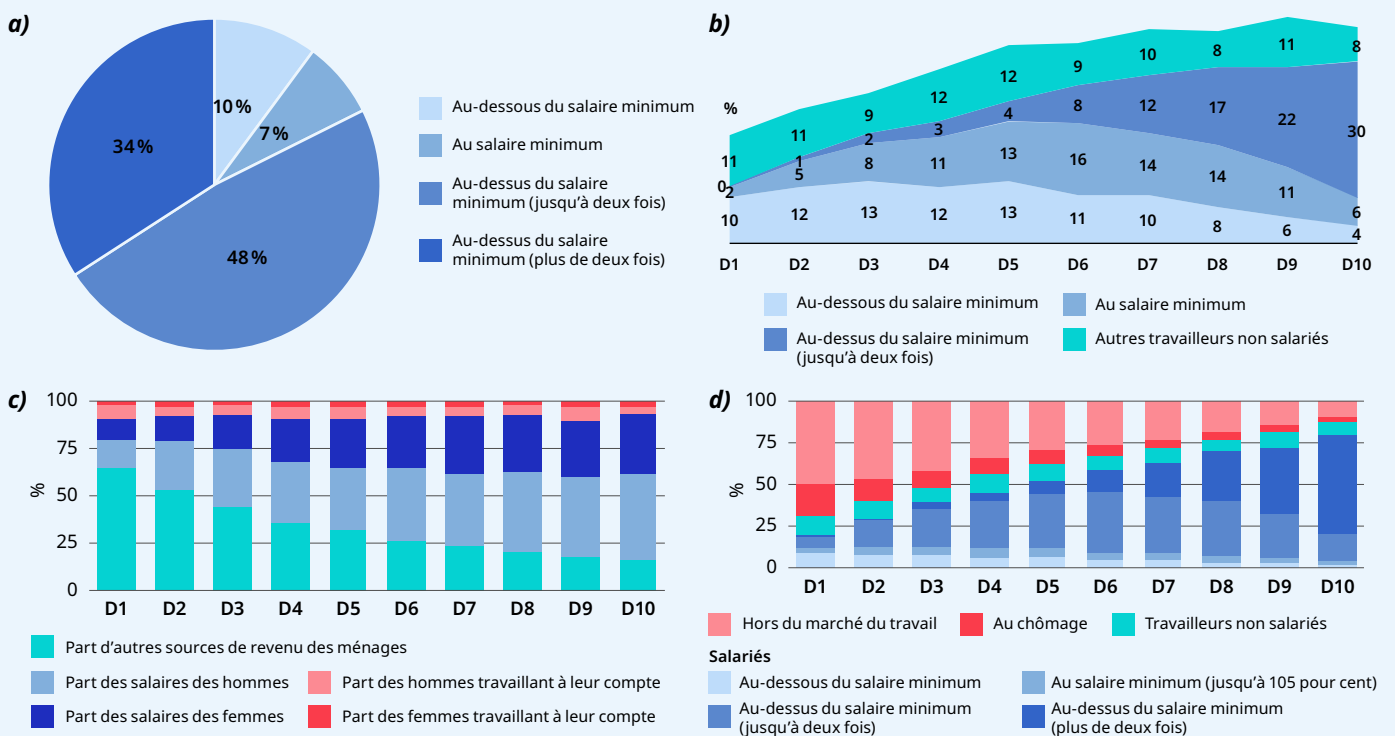 a)
10 %
7 %
48 %
34 %
Au-dessous du salaire minimum
Au salaire minimum
Au-dessus du salaire
minimum (jusqu'à deux fois)
Au-dessus du salaire
minimum (plus de deux fois)
b)
%
11 11 9 12 12 9 10 8 11 8
0 1 2 3 4 8 12 17 22 30
2 5 8 11 13 16 14 14 11 6
10 12 13 12 13 11 10 8 6 4
D1 D2 D3 D4 D5 D6 D7 D8 D9 D10
Au-dessous du salaire minimum
Au salaire minimum
Au-dessus du salaire minimum
(jusqu'à deux fois)
Autres travailleurs non salariés
c)
%
100
75
50
25
0
D1 D2 D3 D4 D5 D6 D7 D8 D9 D10
Part d'autres sources de revenu des ménages
Part des salaires des hommes
Part des hommes travaillant à leur compte
Part des salaires des femmes
Part des femmes travaillant à leur compte
d)
%
100
75
50
25
0
D1 D2 D3 D4 D5 D6 D7 D8 D9 D10
Hors du marché du travail
Au chômage
Travailleurs non salariés
Salariés
Au-dessous du salaire minimum
Au salaire minimum (jusqu'à 105 pour cent)
Au-dessus du salaire minimum
(jusqu'à deux fois)
Au-dessus du salaire minimum
(plus de deux fois)